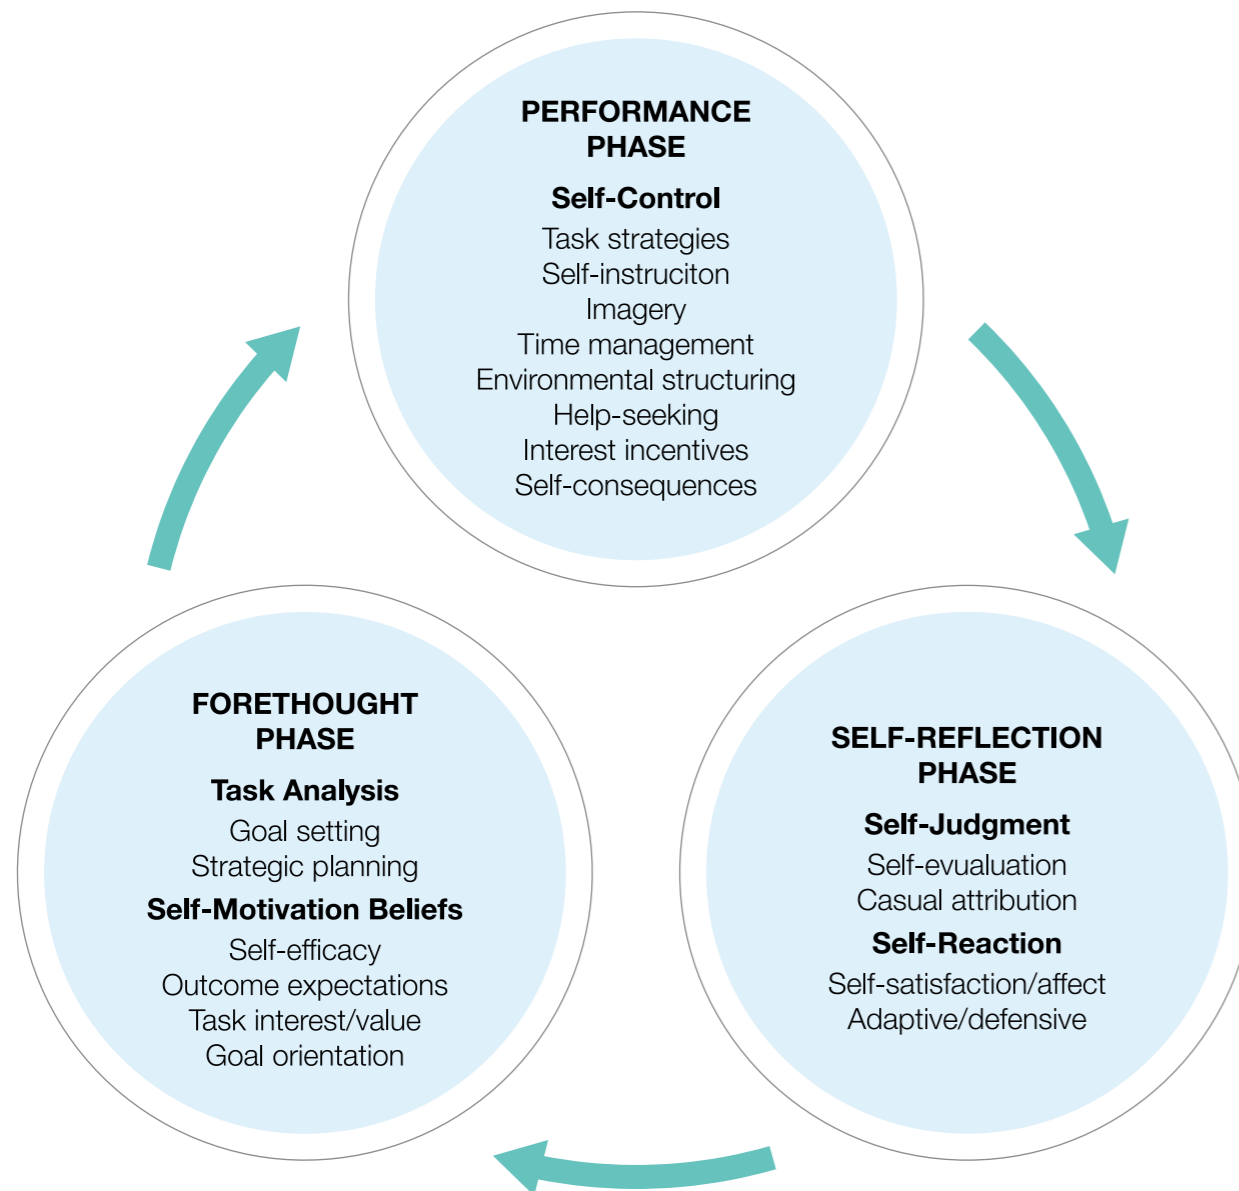 PERFORMANCE
PHASE
Self-Control
Task strategies
Self-instruciton
Imagery
Time management
Environmental structuring
Help-seeking
Interest incentives
Self-consequences
FORETHOUGHT
PHASE
Task Analysis
Goal setting
Strategic planning
Self-Motivation Beliefs
Self-efficacy
Outcome expectations
Task interest/value
Goal orientation
SELF-REFLECTION
PHASE
Self-Judgment
Self-evualuation
Casual attribution
Self-Reaction
Self-satisfaction/affect
Adaptive/defensive